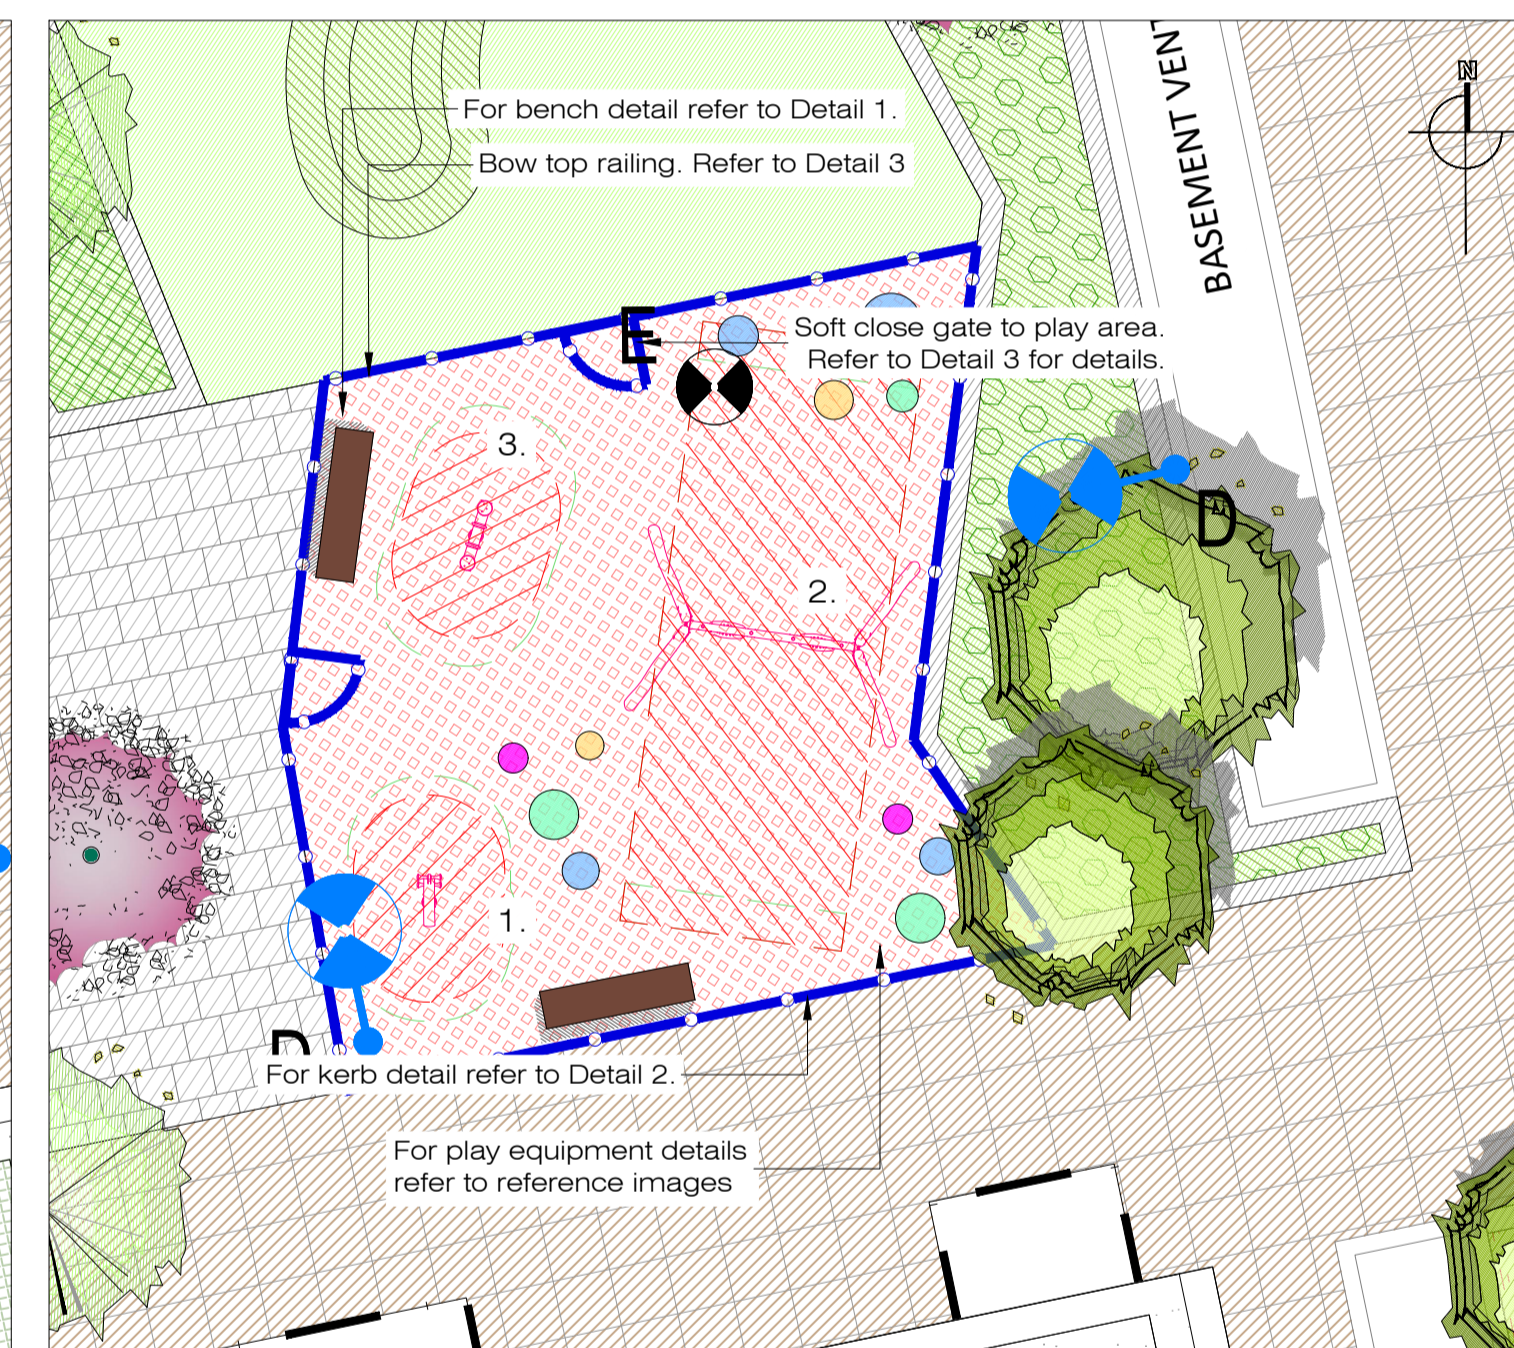 BASEMENT VENT
N
For bench detail refer to Detail 1.
Bow top railing. Refer to Detail 3
E
Soft close gate to play area.
Refer to Detail 3 for details.
3.
D
2.
1.
D
For kerb detail refer to Detail 2.
For play equipment details
refer to reference images